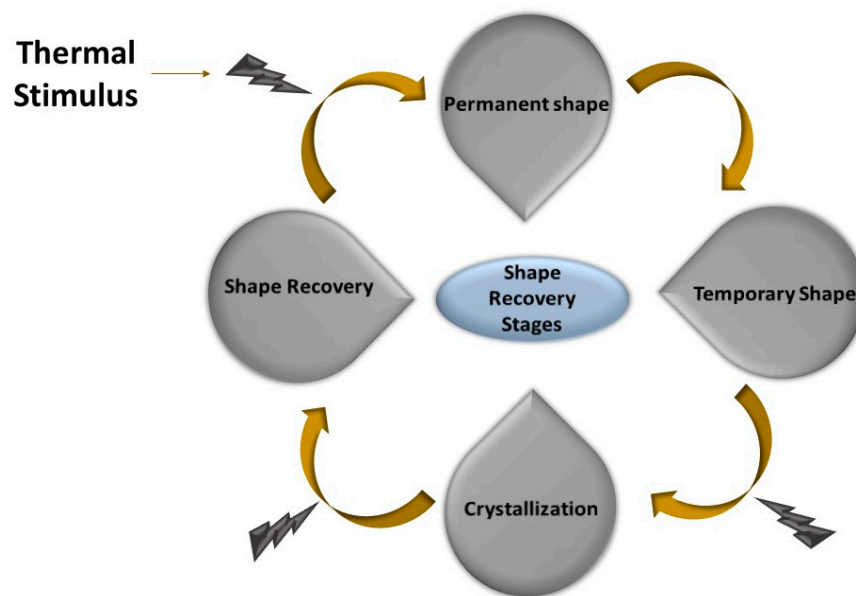 Thermal
Stimulus
Permanent shape
Shape Recovery
Shape
Recovery
Stages
Temporary Shape
Crystallization